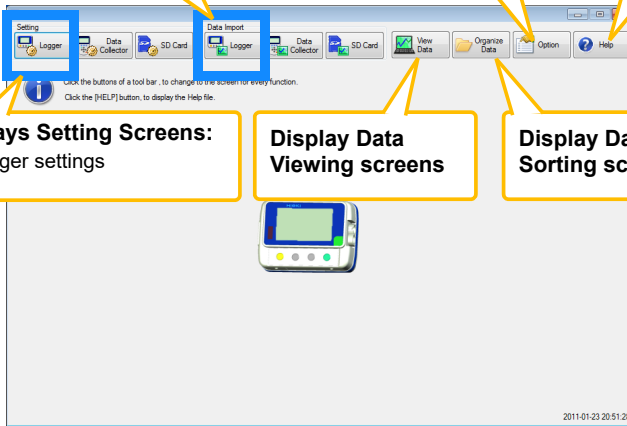 Setting
Data Import
Logger
Data
Collector
SD Card
Logger
Data
Collector
SD Card
View
Data
Organize
Data
Option
Help
Click the buttons of a tool bar , to change to the screen for every function.
Click the [HELP] button, to display the Help file.
ays Setting Screens:
ger settings
Display Data
Viewing screens
Display Da
Sorting sc
2011-01-23 20:51:28